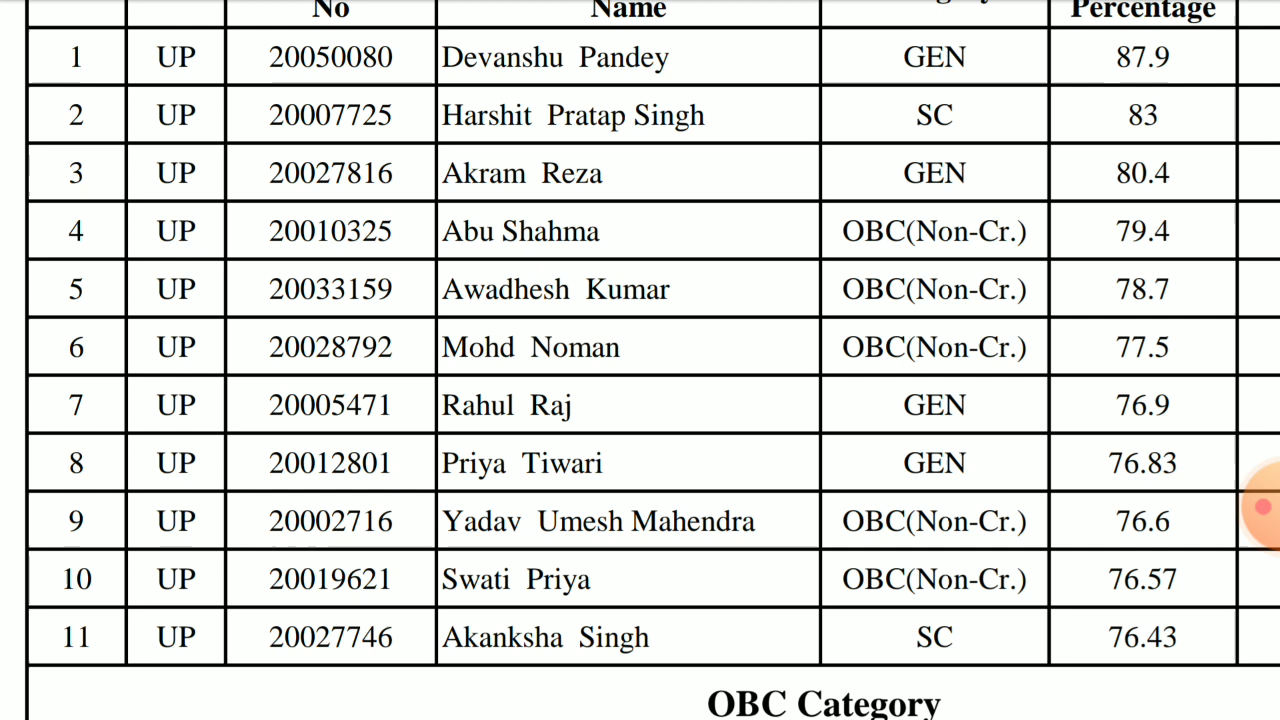 No Name Percentage
1 UP 20050080 Devanshu Pandey GEN 87.9
2 UP 20007725 Harshit Pratap Singh SC 83
3 UP 20027816 Akram Reza GEN 80.4
4 UP 20010325 Abu Shahma OBC(Non-Cr.) 79.4
5 UP 20033159 Awadhesh Kumar OBC(Non-Cr.) 78.7
6 UP 20028792 Mohd Noman OBC(Non-Cr.) 77.5
7 UP 20005471 Rahul Raj GEN 76.9
8 UP 20012801 Priya Tiwari GEN 76.83
9 UP 20002716 Yadav Umesh Mahendra OBC(Non-Cr.) 76.6
10 UP 20019621 Swati Priya OBC(Non-Cr.) 76.57
11 UP 20027746 Akanksha Singh SC 76.43
OBC Category